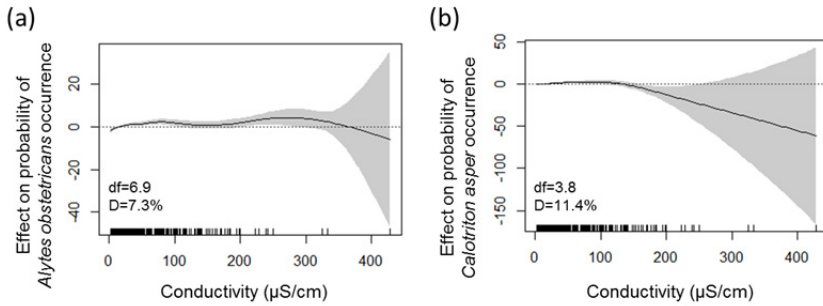 (a)
Effect on probability of
Alytes obstetricans occurrence
20
0
-20
-40
df=6.9
D=7.3%
0
100
200
300
400
Conductivity (µS/cm)
(b)
Effect on probability of
Calotriton asper occurrence
50
0
-50
-100
-150
df=3.8
D=11.4%
0
100
200
300
400
Conductivity (µS/cm)